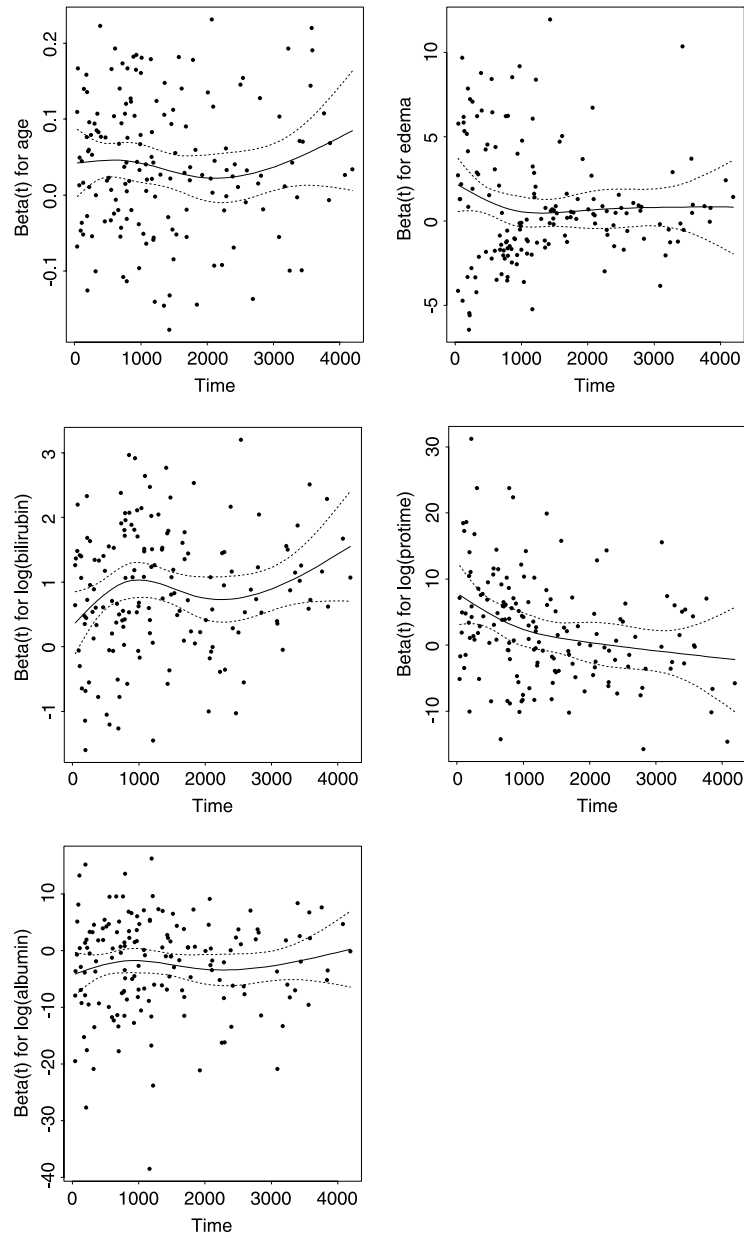 Beta(t) for age
-0.1 0.0 0.1 0.2
0 1000 2000 3000 4000
Time
Beta(t) for edema
-5 0 5 10
0 1000 2000 3000 4000
Time
Beta(t) for log(bilirubin)
-1 0 1 2 3
0 1000 2000 3000 4000
Time
Beta(t) for log(protime)
-10 0 10 20 30
0 1000 2000 3000 4000
Time
Beta(t) for log(albumin)
-40 -30 -20 -10 0 10
0 1000 2000 3000 4000
Time